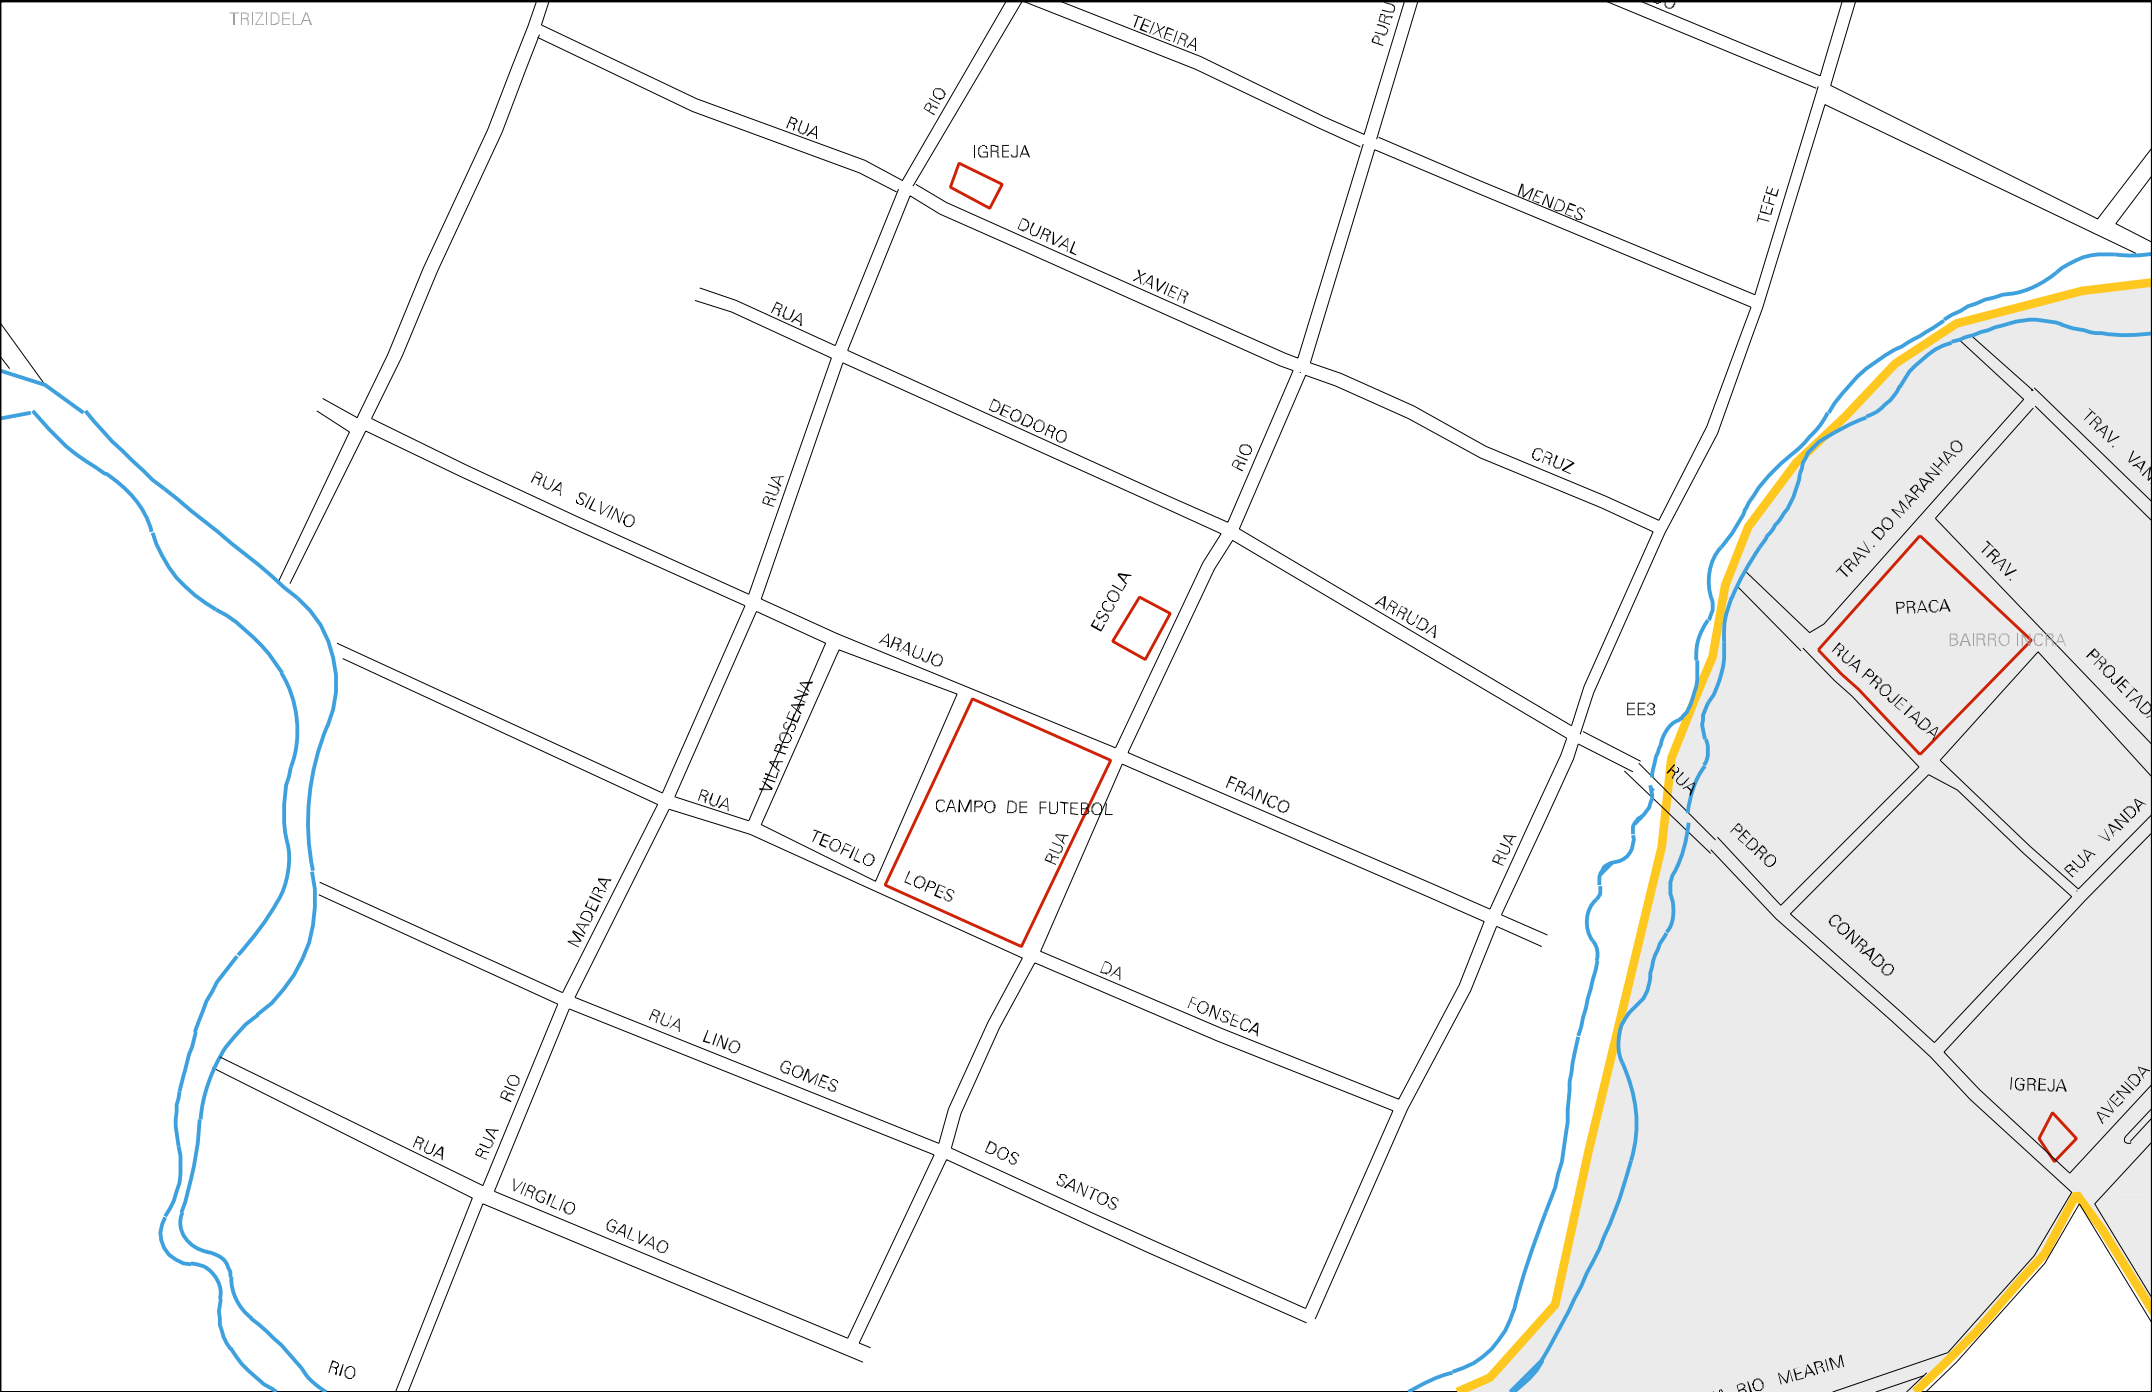 TRIZIDELA
TEIXEIRA
RIO
RUA
IGREJA
MENDES
TEFE
DURVAL
XAVIER
CRUZ
RUA
DEODORO
ARRUDA
RIO
RUA
RUA SILVINO
ARAUJO
FRANCO
ESCOLA
TRAV. DO MARANHAO
TRAV.
TRAV.
PROJETADA
PRACA
BAIRRO INCRA
RUA PROJETADA
EE3
RUA
PEDRO
CONRADO
RUA VANDA
VILA ROSEANA
RUA
TEOFILO
LOPES
CAMPO DE FUTEBOL
RUA
RUA
DA
FONSECA
MADEIRA
RIO
RUA
RUA LINO GOMES
DOS SANTOS
RUA
VIRGILIO
GALVAO
IGREJA
AVENIDA
RIO
RIO MEARIM